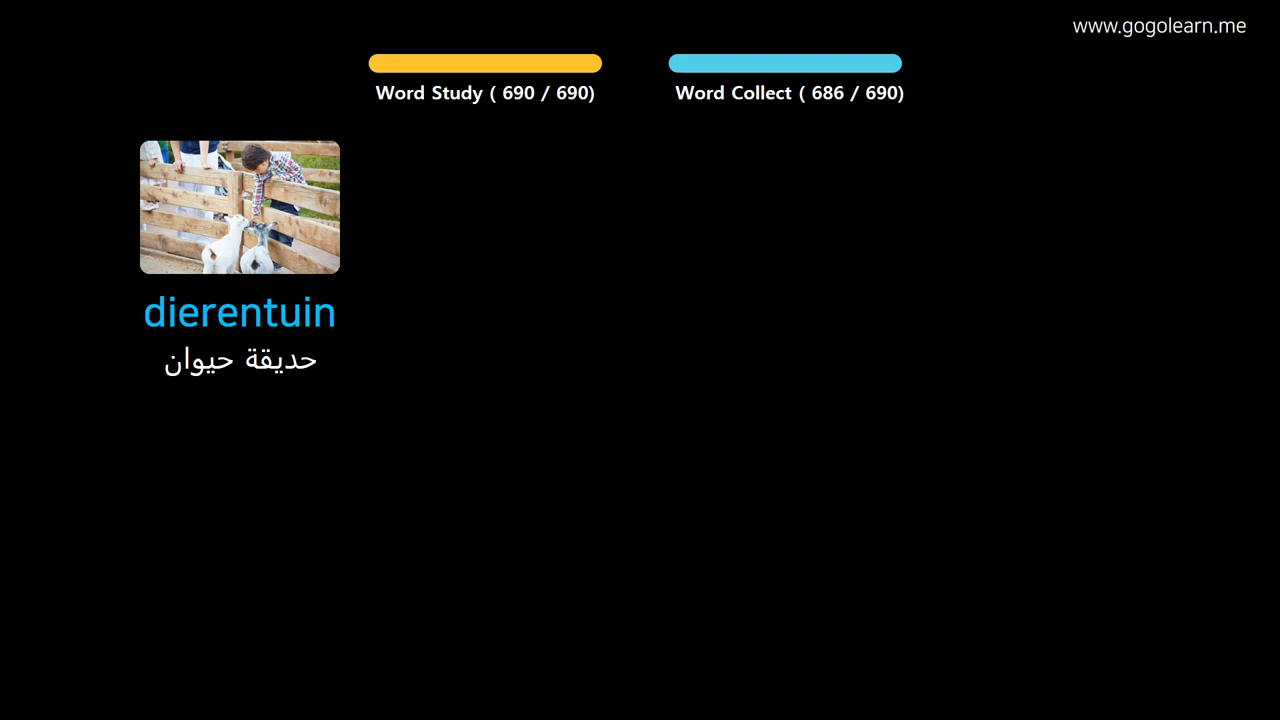 www.gogolearn.me
Word Study ( 690 / 690)
Word Collect ( 686 / 690)
dierentuin
حديقة حيوان